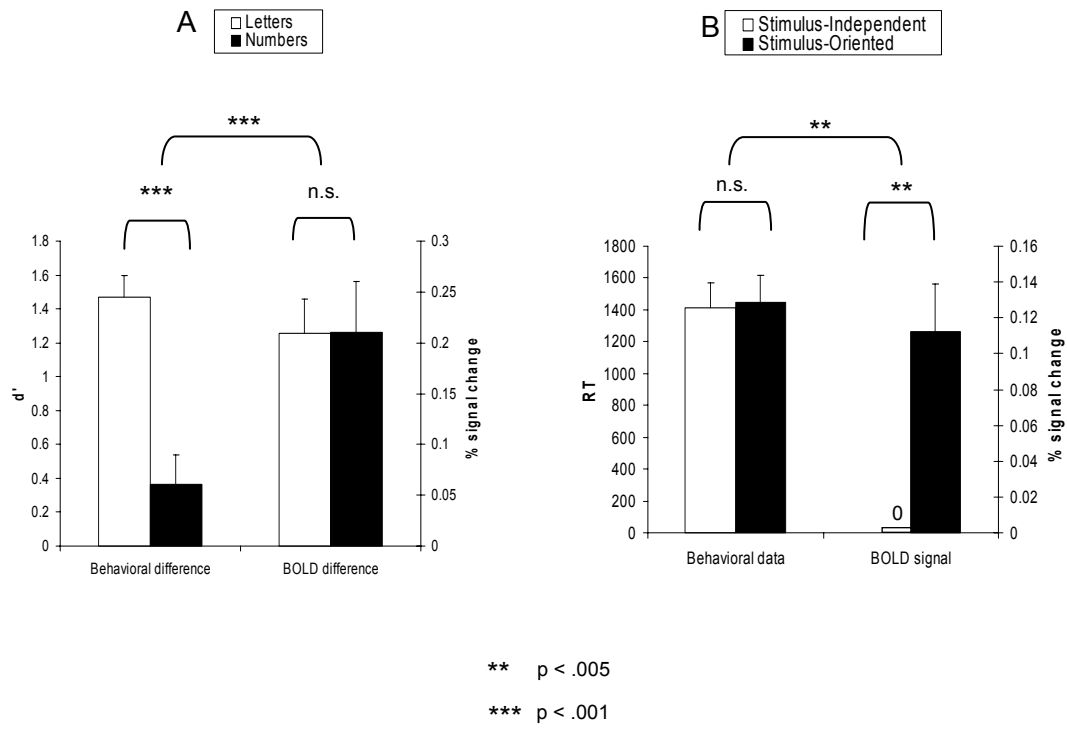 A
Letters
Numbers
***
***
n.s.
1.8
1.6
1.4
1.2
1
0.8
0.6
0.4
0.2
0
d'
0.3
0.25
0.2
0.15
0.1
0.05
0
% signal change
Behavioral difference
BOLD difference
B
Stimulus-Independent
Stimulus-Oriented
**
n.s.
**
1800
1600
1400
1200
1000
800
600
400
200
0
RT
0
0.16
0.14
0.12
0.1
0.08
0.06
0.04
0.02
0
% signal change
Behavioral data
BOLD signal
** p < .005
*** p < .001